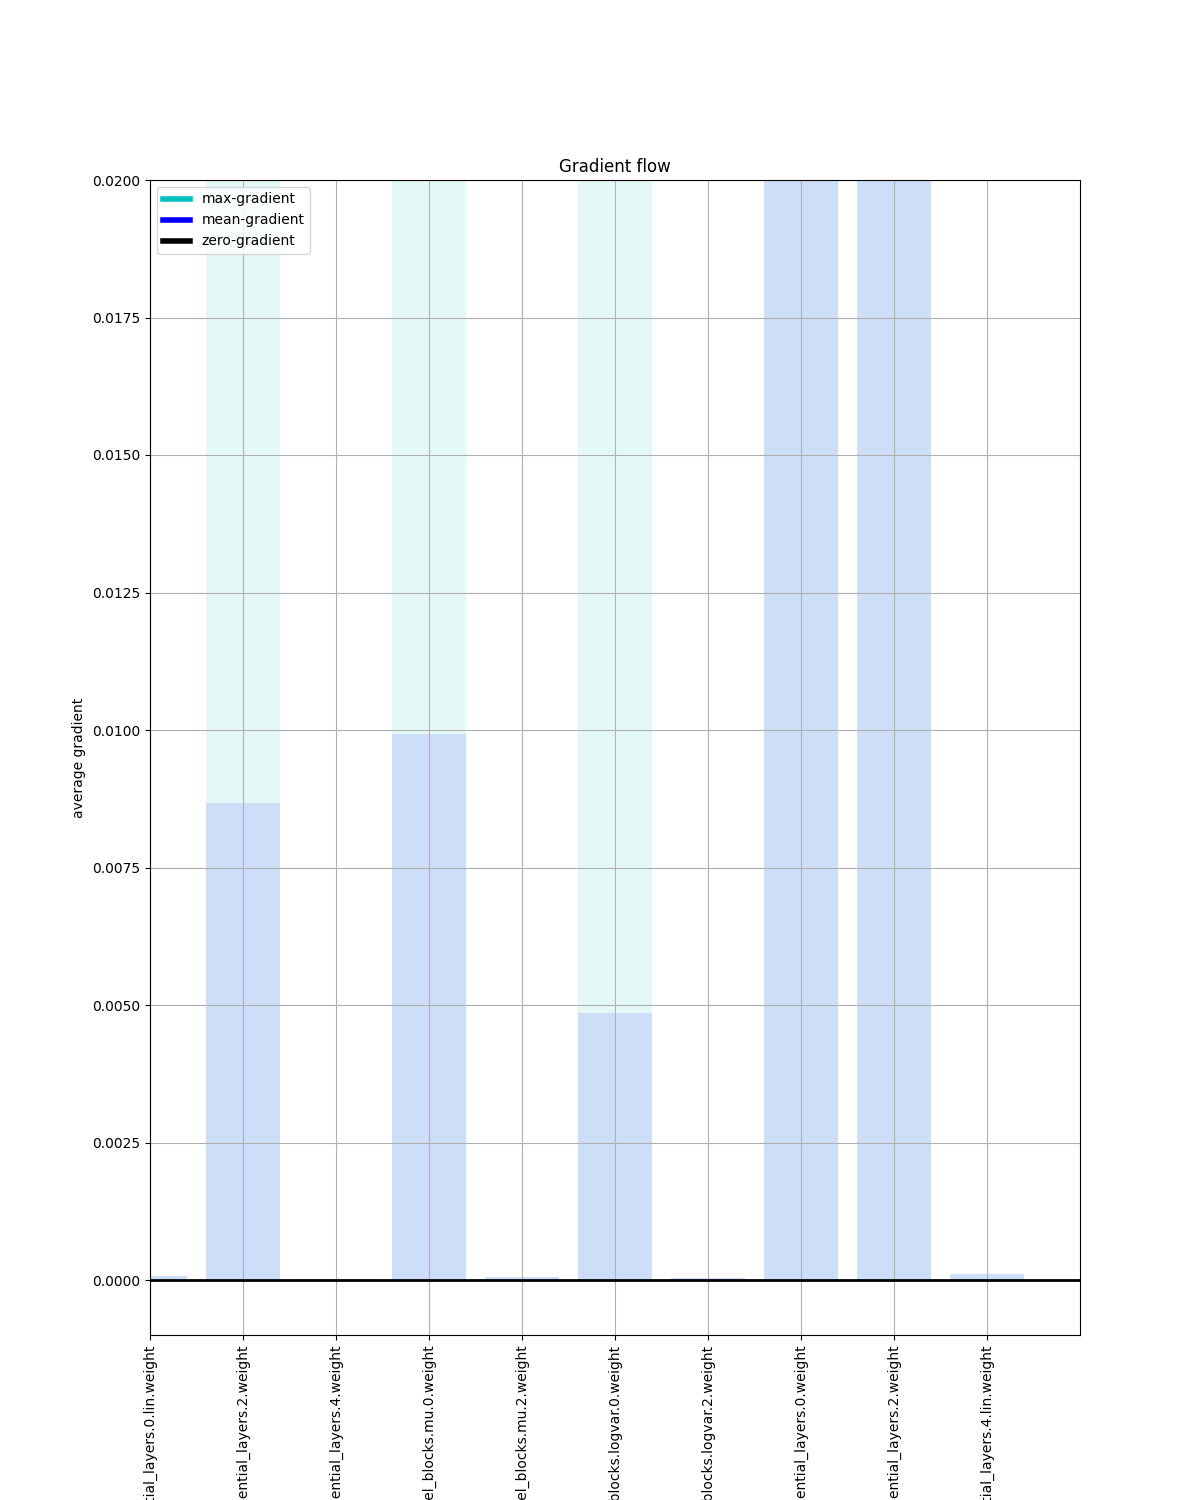 Gradient flow
max-gradient
mean-gradient
zero-gradient
0.0200
0.0175
0.0150
0.0125
0.0100
0.0075
0.0050
0.0025
0.0000
average gradient
tial_layers.0.lin.weight
ential_layers.2.weight
ential_layers.4.weight
el_blocks.mu.0.weight
el_blocks.mu.2.weight
blocks.logvar.0.weight
blocks.logvar.2.weight
ential_layers.0.weight
ential_layers.2.weight
tial_layers.4.lin.weight